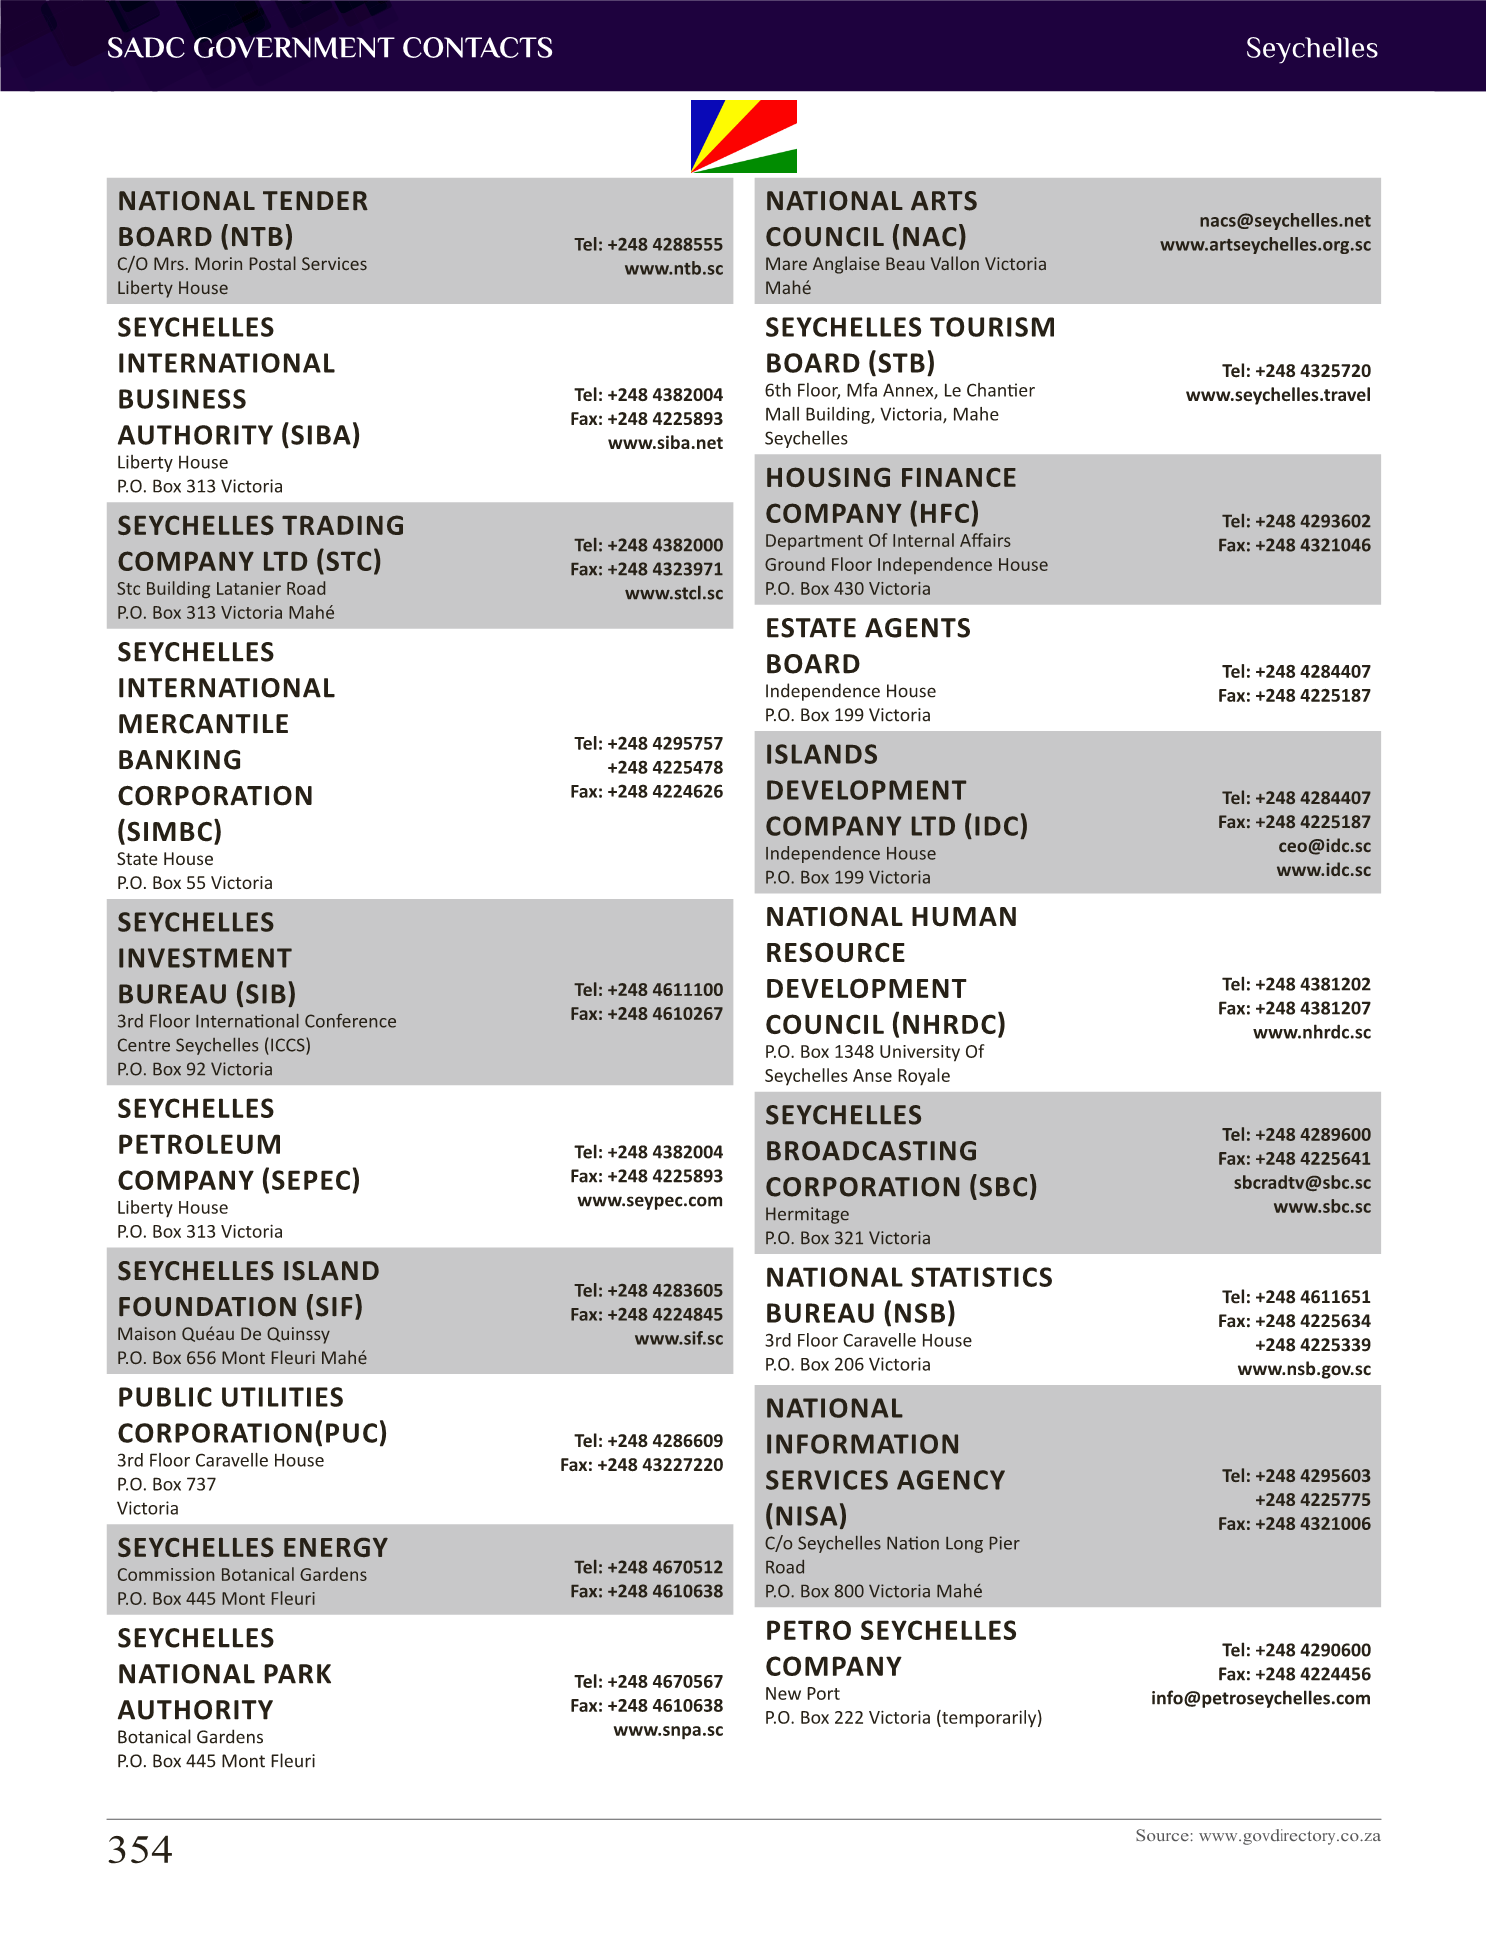 SADC GOVERNMENT CONTACTS
Seychelles
NATIONAL TENDER
BOARD (NTB)
C/O Mrs. Morin Postal Services
Liberty House
Tel: +248 4288555
www.ntb.sc
SEYCHELLES
INTERNATIONAL
BUSINESS
AUTHORITY (SIBA)
Liberty House
P.O. Box 313 Victoria
Tel: +248 4382004
Fax: +248 4225893
www.siba.net
SEYCHELLES TRADING
COMPANY LTD (STC)
Stc Building Latanier Road
P.O. Box 313 Victoria Mahé
Tel: +248 4382000
Fax: +248 4323971
www.stcl.sc
SEYCHELLES
INTERNATIONAL
MERCANTILE
BANKING
CORPORATION
(SIMBC)
State House
P.O. Box 55 Victoria
Tel: +248 4295757
+248 4225478
Fax: +248 4224626
SEYCHELLES
INVESTMENT
BUREAU (SIB)
3rd Floor International Conference
Centre Seychelles (ICCS)
P.O. Box 92 Victoria
Tel: +248 4611100
Fax: +248 4610267
SEYCHELLES
PETROLEUM
COMPANY (SEPEC)
Liberty House
P.O. Box 313 Victoria
Tel: +248 4382004
Fax: +248 4225893
www.seypec.com
SEYCHELLES ISLAND
FOUNDATION (SIF)
Maison Quéau De Quinssy
P.O. Box 656 Mont Fleuri Mahé
Tel: +248 4283605
Fax: +248 4224845
www.sif.sc
PUBLIC UTILITIES
CORPORATION(PUC)
3rd Floor Caravelle House
P.O. Box 737
Victoria
Tel: +248 4286609
Fax: +248 43227220
SEYCHELLES ENERGY
Commission Botanical Gardens
P.O. Box 445 Mont Fleuri
Tel: +248 4670512
Fax: +248 4610638
SEYCHELLES
NATIONAL PARK
AUTHORITY
Botanical Gardens
P.O. Box 445 Mont Fleuri
Tel: +248 4670567
Fax: +248 4610638
www.snpa.sc
NATIONAL ARTS
COUNCIL (NAC)
Mare Anglaise Beau Vallon Victoria
Mahé
nacs@seychelles.net
www.artseychelles.org.sc
SEYCHELLES TOURISM
BOARD (STB)
6th Floor, Mfa Annex, Le Chantier
Mall Building, Victoria, Mahe
Seychelles
Tel: +248 4325720
www.seychelles.travel
HOUSING FINANCE
COMPANY (HFC)
Department Of Internal Affairs
Ground Floor Independence House
P.O. Box 430 Victoria
Tel: +248 4293602
Fax: +248 4321046
ESTATE AGENTS
BOARD
Independence House
P.O. Box 199 Victoria
Tel: +248 4284407
Fax: +248 4225187
ISLANDS
DEVELOPMENT
COMPANY LTD (IDC)
Independence House
P.O. Box 199 Victoria
Tel: +248 4284407
Fax: +248 4225187
ceo@idc.sc
www.idc.sc
NATIONAL HUMAN
RESOURCE
DEVELOPMENT
COUNCIL (NHRDC)
P.O. Box 1348 University Of
Seychelles Anse Royale
Tel: +248 4381202
Fax: +248 4381207
www.nhrdc.sc
SEYCHELLES
BROADCASTING
CORPORATION (SBC)
Hermitage
P.O. Box 321 Victoria
Tel: +248 4289600
Fax: +248 4225641
sbcradtv@sbc.sc
www.sbc.sc
NATIONAL STATISTICS
BUREAU (NSB)
3rd Floor Caravelle House
P.O. Box 206 Victoria
Tel: +248 4611651
Fax: +248 4225634
+248 4225339
www.nsb.gov.sc
NATIONAL
INFORMATION
SERVICES AGENCY
(NISA)
C/o Seychelles Nation Long Pier
Road
P.O. Box 800 Victoria Mahé
Tel: +248 4295603
+248 4225775
Fax: +248 4321006
PETRO SEYCHELLES
COMPANY
New Port
P.O. Box 222 Victoria (temporarily)
Tel: +248 4290600
Fax: +248 4224456
info@petroseychelles.com
354
Source: www.govdirectory.co.za